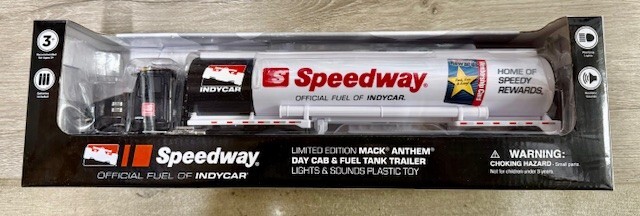 3+
INDYCAR
S Speedway
OFFICIAL FUEL OF INDYCAR.
HOME OF
SPEEDY
REWARDS.
INDYCAR
Speedway
OFFICIAL FUEL OF INDYCAR
LIMITED EDITION MACK® ANTHEM®
DAY CAB & FUEL TANK TRAILER
LIGHTS & SOUNDS PLASTIC TOY
WARNING:
CHOKING HAZARD - Small parts
Not for children under 3 years